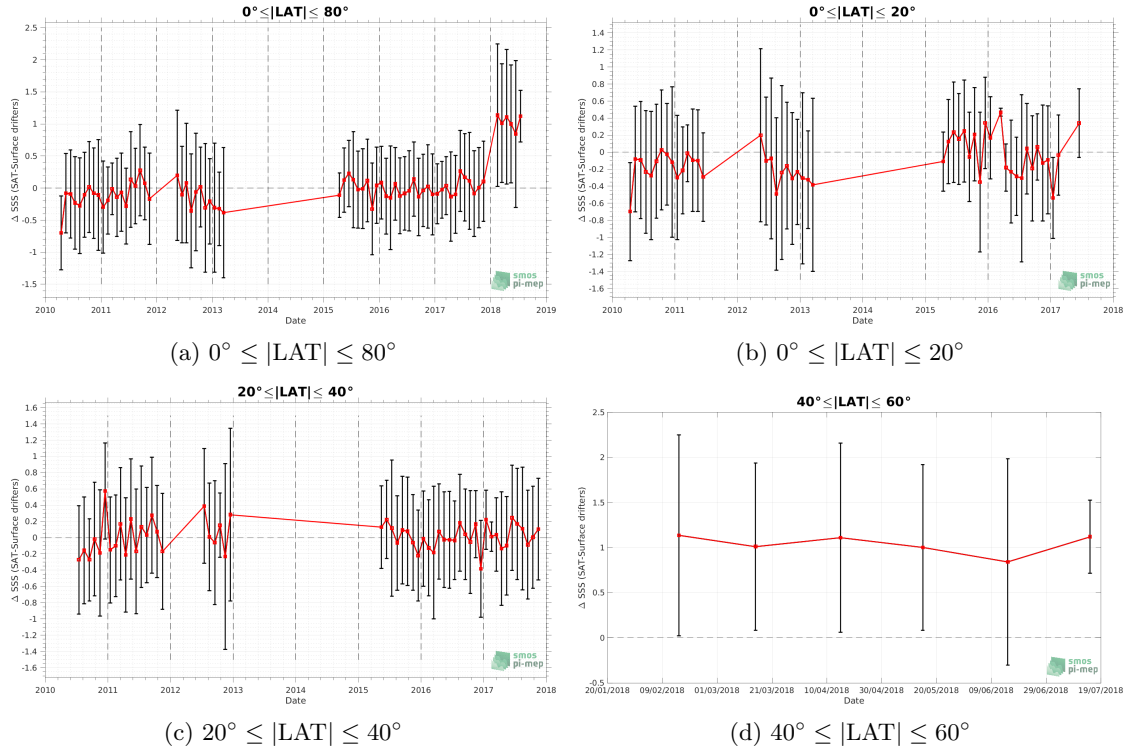 0°≤|LAT|≤ 80°
Δ SSS (SAT-Surface drifters)
2.5
2
1.5
1
0.5
0
-0.5
-1
-1.5
2010 2011 2012 2013 2014 2015 2016 2017 2018 2019
Date
smos
pi-mep
(a) 0° ≤ |LAT| ≤ 80°
0°≤|LAT|≤ 20°
Δ SSS (SAT-Surface drifters)
1.4
1.2
1
0.8
0.6
0.4
0.2
0
-0.2
-0.4
-0.6
-0.8
-1
-1.2
-1.4
-1.6
2010 2011 2012 2013 2014 2015 2016 2017 2018
Date
smos
pi-mep
(b) 0° ≤ |LAT| ≤ 20°
20°≤|LAT|≤ 40°
Δ SSS (SAT-Surface drifters)
1.6
1.4
1.2
1
0.8
0.6
0.4
0.2
0
-0.2
-0.4
-0.6
-0.8
-1
-1.2
-1.4
-1.6
2010 2011 2012 2013 2014 2015 2016 2017 2018
Date
smos
pi-mep
(c) 20° ≤ |LAT| ≤ 40°
40°≤|LAT|≤ 60°
Δ SSS (SAT-Surface drifters)
2.5
2
1.5
1
0.5
0
-0.5
20/01/2018 09/02/2018 01/03/2018 21/03/2018 10/04/2018 30/04/2018 20/05/2018 09/06/2018 29/06/2018 19/07/2018
Date
smos
pi-mep
(d) 40° ≤ |LAT| ≤ 60°